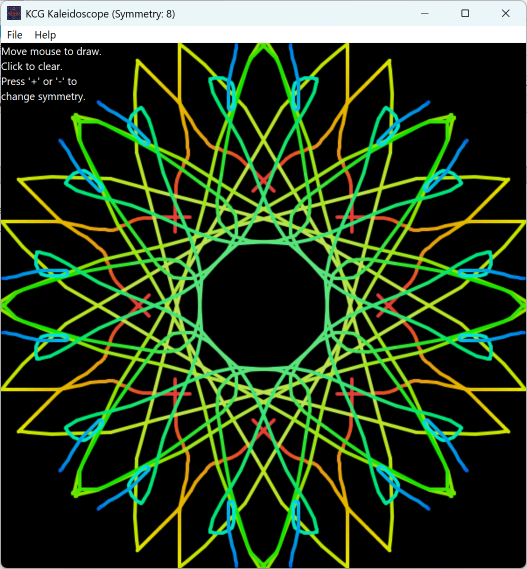 KCG Kaleidoscope (Symmetry: 8)
File Help
Move mouse to draw.
Click to clear.
Press '+' or '-' to
change symmetry.